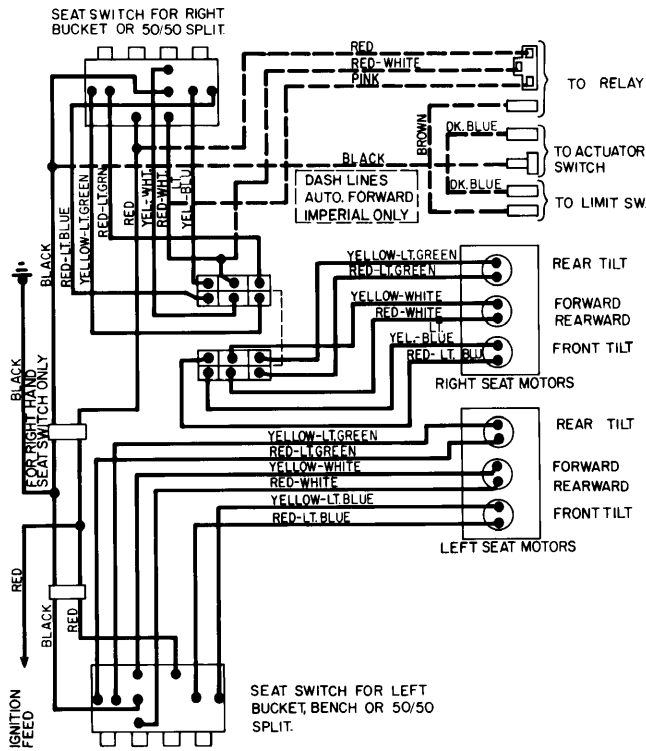 SEAT SWITCH FOR RIGHT
BUCKET OR 50/50 SPLIT.
RED
RED-WHITE
PINK
TO RELAY
BROWN
DK. BLUE
BLACK
TO ACTUATOR
SWITCH
DK. BLUE
TO LIMIT SW.
DASH LINES
AUTO. FORWARD
IMPERIAL ONLY
BLACK
RED-LT.BLUE
YELLOW-LT.GREEN
RED-LT.GRN.
RED
YEL.-WHT.
RED-WHT.
LT.
YEL.-BLU.
YELLOW-LT.GREEN
RED-LT.GREEN
REAR TILT
YELLOW-WHITE
RED-WHITE
FORWARD
REARWARD
LT.
YEL.-BLUE
RED-LT. BLU.
FRONT TILT
RIGHT SEAT MOTORS
BLACK
FOR RIGHT HAND
SEAT SWITCH ONLY
YELLOW-LT.GREEN
RED-LT.GREEN
REAR TILT
YELLOW-WHITE
RED-WHITE
FORWARD
REARWARD
YELLOW-LT.BLUE
RED-LT.BLUE
FRONT TILT
LEFT SEAT MOTORS
RED
BLACK
RED
IGNITION
FEED
SEAT SWITCH FOR LEFT
BUCKET, BENCH OR 50/50
SPLIT.